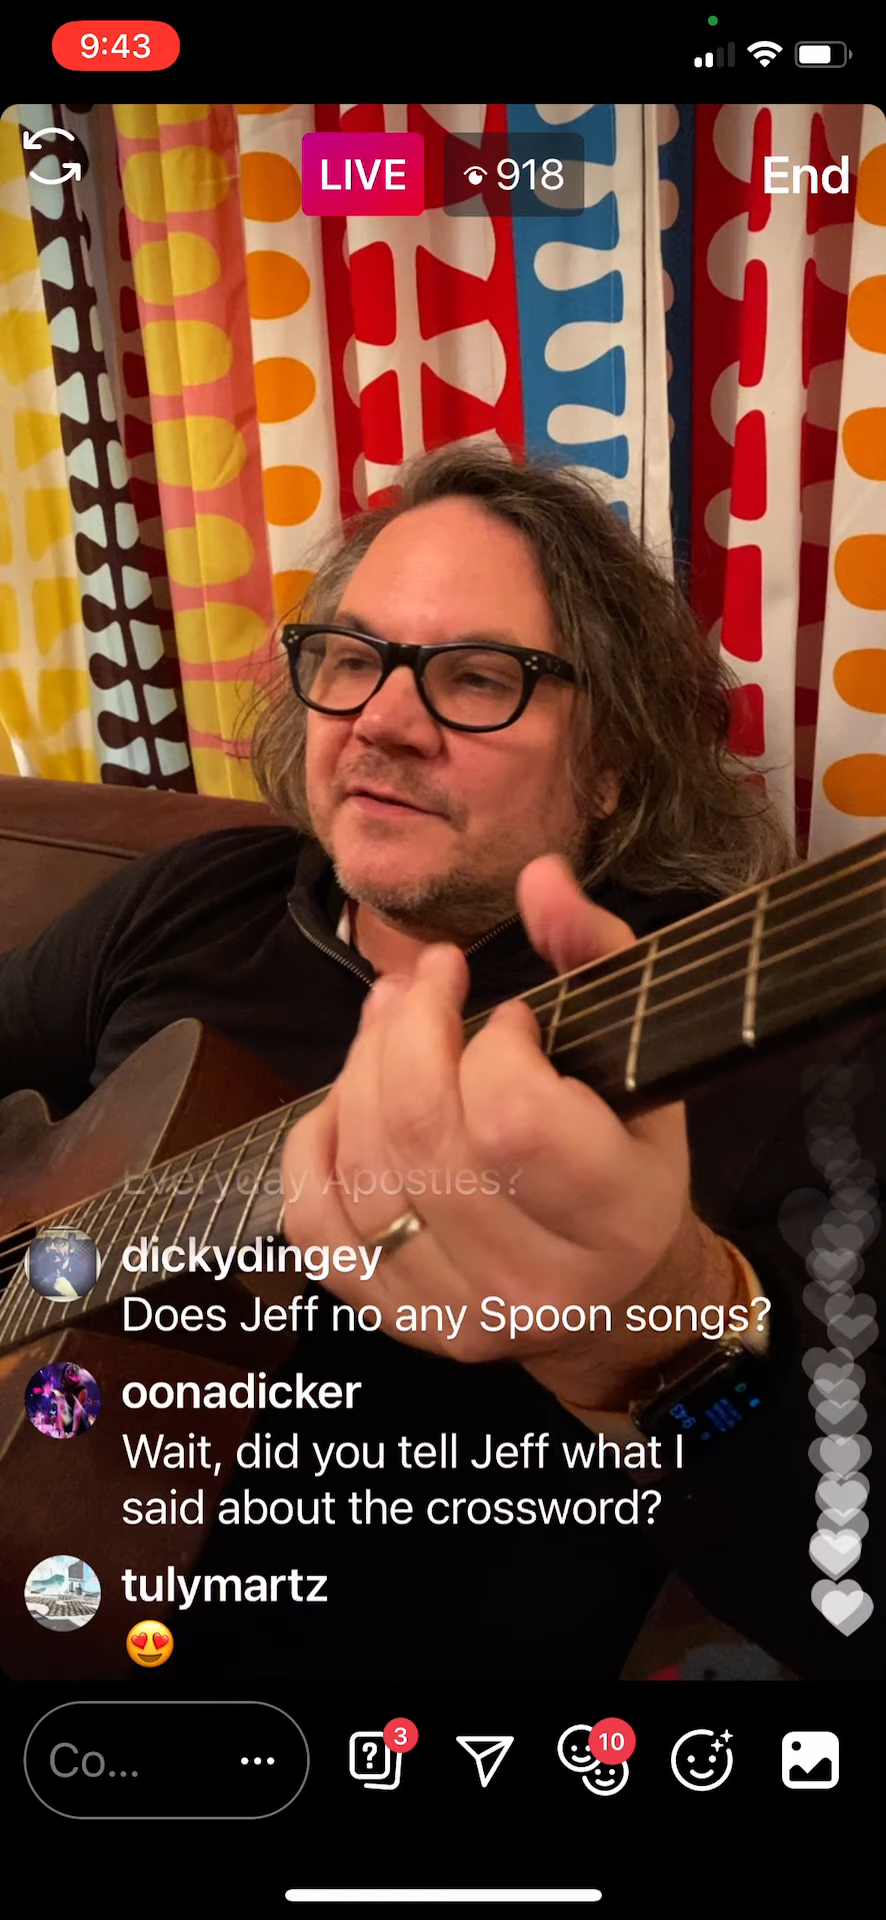 9:43
LIVE 918 End
Everyday Apostles?
dickydingey
Does Jeff no any Spoon songs?
oonadicker
Wait, did you tell Jeff what I
said about the crossword?
tulymartz
Co... ...
3
10